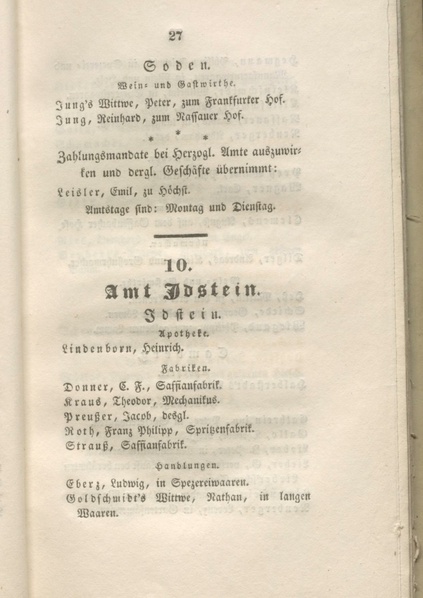 27
Soden.
Wein- und Gastwirthe.
Jung's Wittwe, Peter, zum Frankfurter Hof.
Jung, Reinhard, zum Nassauer Hof.
* * *
Zahlungsmandate bei Herzogl. Amte auszuwir-
ken und dergl. Geschäfte übernimmt:
Leisler, Emil, zu Höchst.
Amtstage sind: Montag und Dienstag.
10.
Amt Idstein.
Idstein.
Apotheke.
Lindenborn, Heinrich.
Fabriken.
Donner, C. F., Saffianfabrik.
Kraus, Theodor, Mechanikus.
Preußer, Jacob, desgl.
Roth, Franz Philipp, Spritzenfabrik.
Strauß, Saffianfabrik.
Handlungen.
Eberz, Ludwig, in Spezereiwaaren.
Goldschmidt's Wittwe, Nathan, in langen
Waaren.